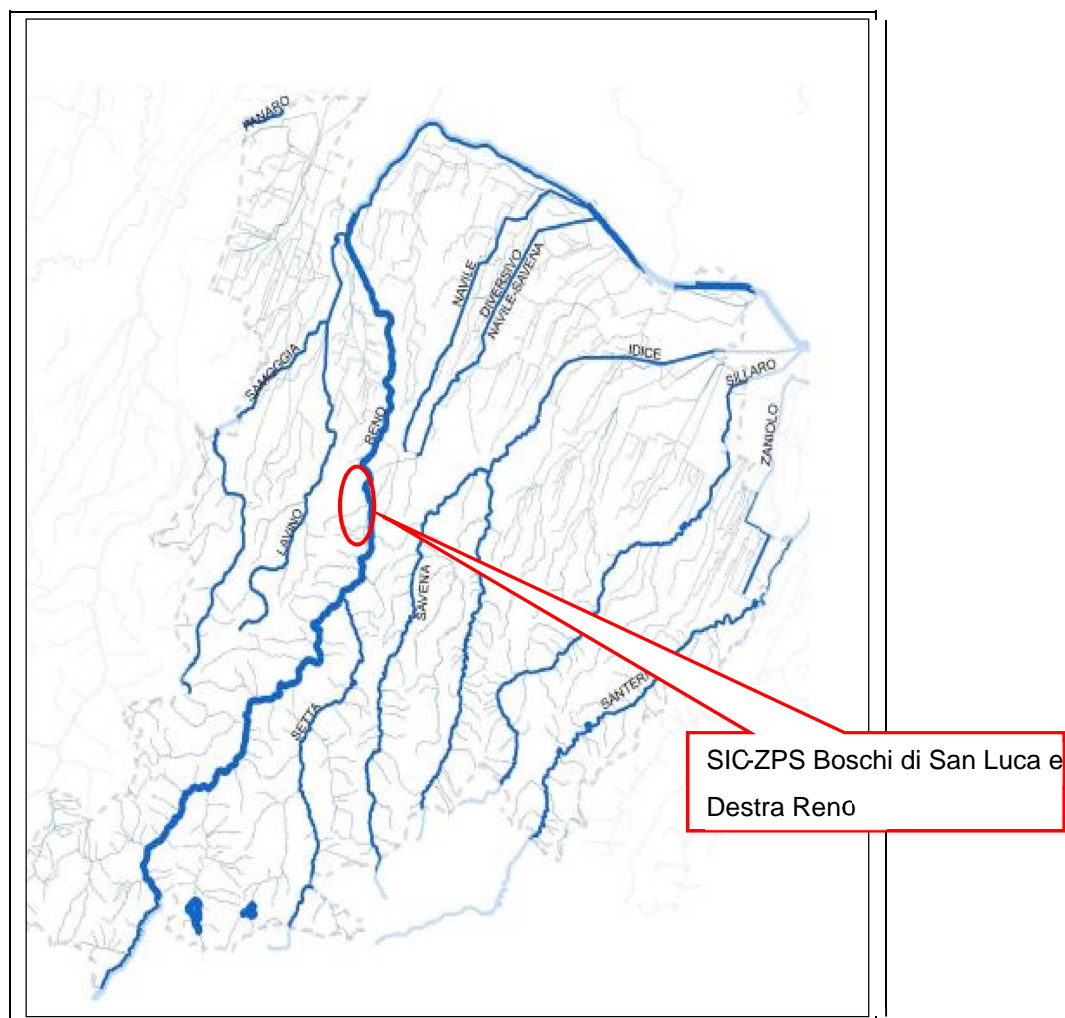 PANARO
NAVILE
DIVERSIVO
NAVILE-SAVENA
SAMOGGIA
IDICE
SILLARO
RENO
ZANIOLO
LAVINO
SAVENA
SANTER
SETTA
SIC-ZPS Boschi di San Luca e
Destra Reno